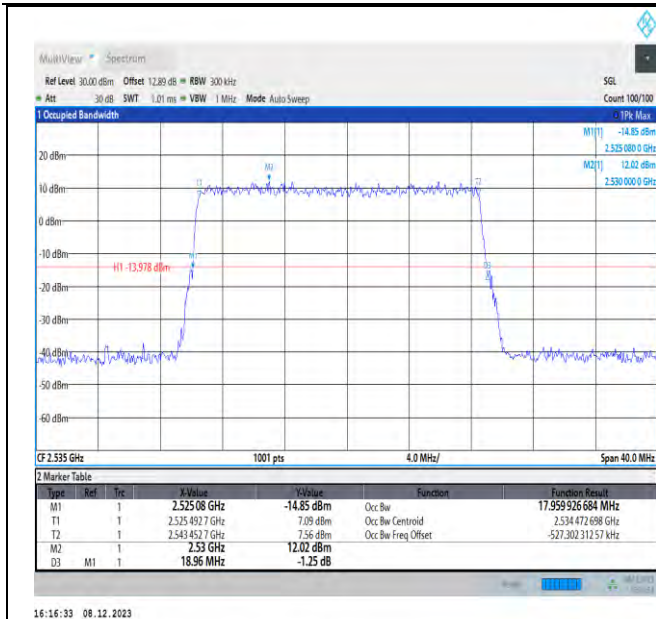 MultiView Spectrum
Ref Level 30.00 dBm Offset 12.89 dB RBW 300 kHz SGL
Att 30 dB SWT 1.01 ms VBW 1 MHz Mode Auto Sweep Count 100/100
1 Occupied Bandwidth 1Pk Max
M1[1] -14.85 dBm
2.525 080 0 GHz
M2[1] 12.02 dBm
2.530 000 0 GHz
20 dBm
M2
T1 T2
10 dBm
0 dBm
-10 dBm
M1 D3
H1 -13.978 dBm
-20 dBm
-30 dBm
-40 dBm
-50 dBm
-60 dBm
CF 2.535 GHz 1001 pts 4.0 MHz/ Span 40.0 MHz
2 Marker Table
Type Ref Trc X-Value Y-Value Function Function Result
M1 1 2.525 08 GHz -14.85 dBm Occ Bw 17.959 926 684 MHz
T1 1 2.525 492 7 GHz 7.09 dBm Occ Bw Centroid 2.534 472 698 GHz
T2 1 2.543 452 7 GHz 7.56 dBm Occ Bw Freq Offset -527.302 312 57 kHz
M2 1 2.53 GHz 12.02 dBm
D3 M1 1 18.96 MHz -1.25 dB
16:16:33 08.12.2023